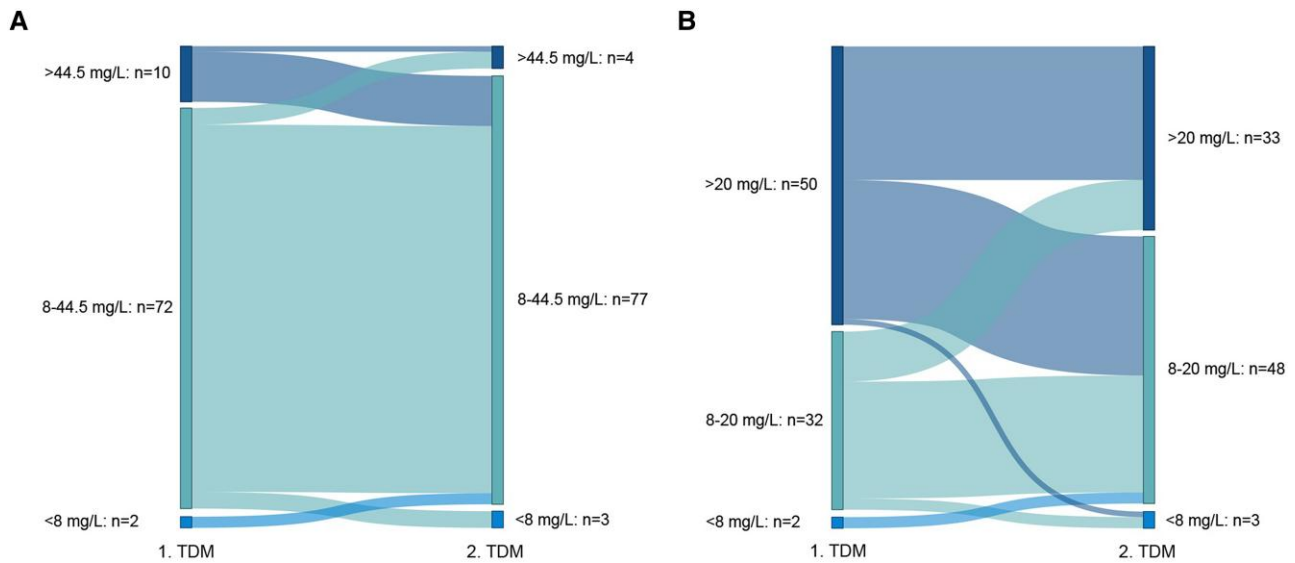 A
>44.5 mg/L: n=10
>44.5 mg/L: n=4
8-44.5 mg/L: n=72
8-44.5 mg/L: n=77
<8 mg/L: n=2
<8 mg/L: n=3
1. TDM
2. TDM
B
>20 mg/L: n=50
>20 mg/L: n=33
8-20 mg/L: n=32
8-20 mg/L: n=48
<8 mg/L: n=2
<8 mg/L: n=3
1. TDM
2. TDM